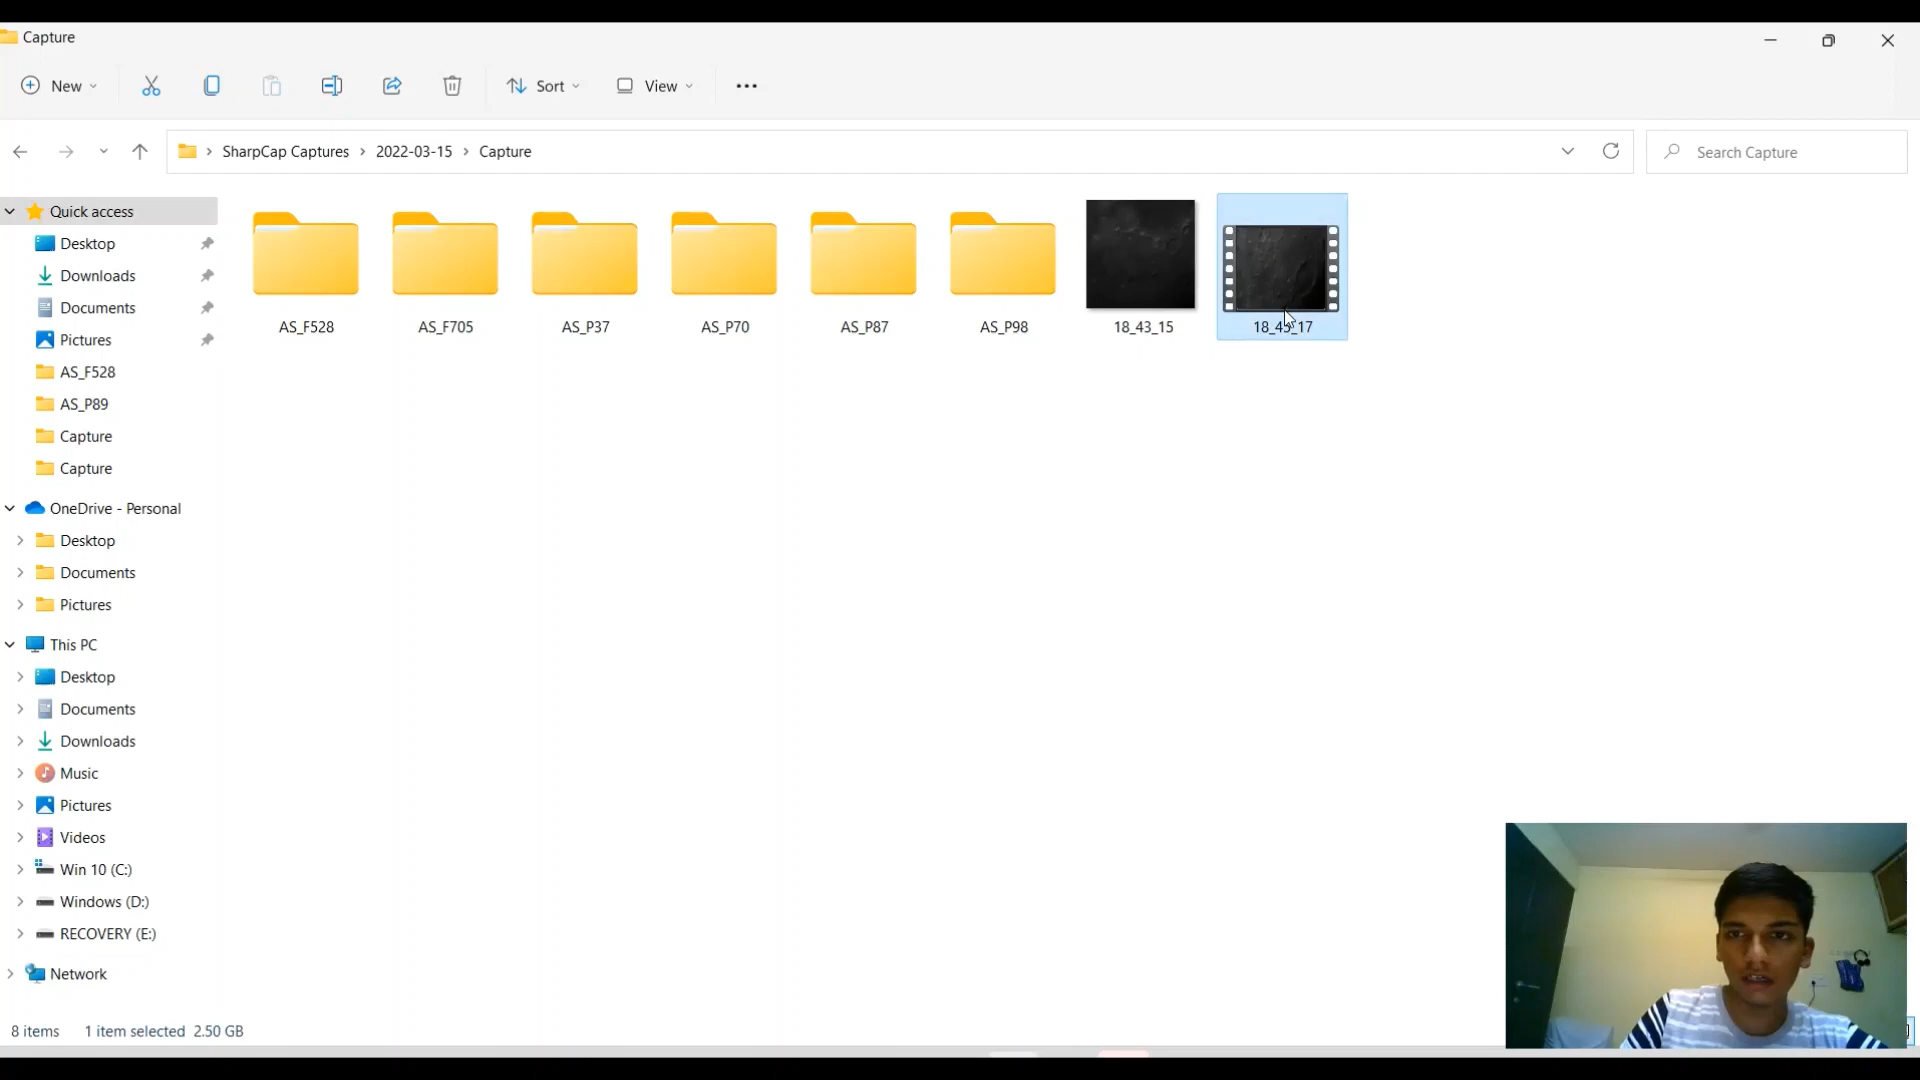 Capture
New
Sort
View
SharpCap Captures > 2022-03-15 > Capture
Search Capture
Quick access
Desktop
Downloads
Documents
Pictures
AS_F528
AS_P89
Capture
Capture
OneDrive - Personal
Desktop
Documents
Pictures
This PC
Desktop
Documents
Downloads
Music
Pictures
Videos
Win 10 (C:)
Windows (D:)
RECOVERY (E:)
Network
AS_F528
AS_F705
AS_P37
AS_P70
AS_P87
AS_P98
18_43_15
8 items 1 item selected 2.50 GB